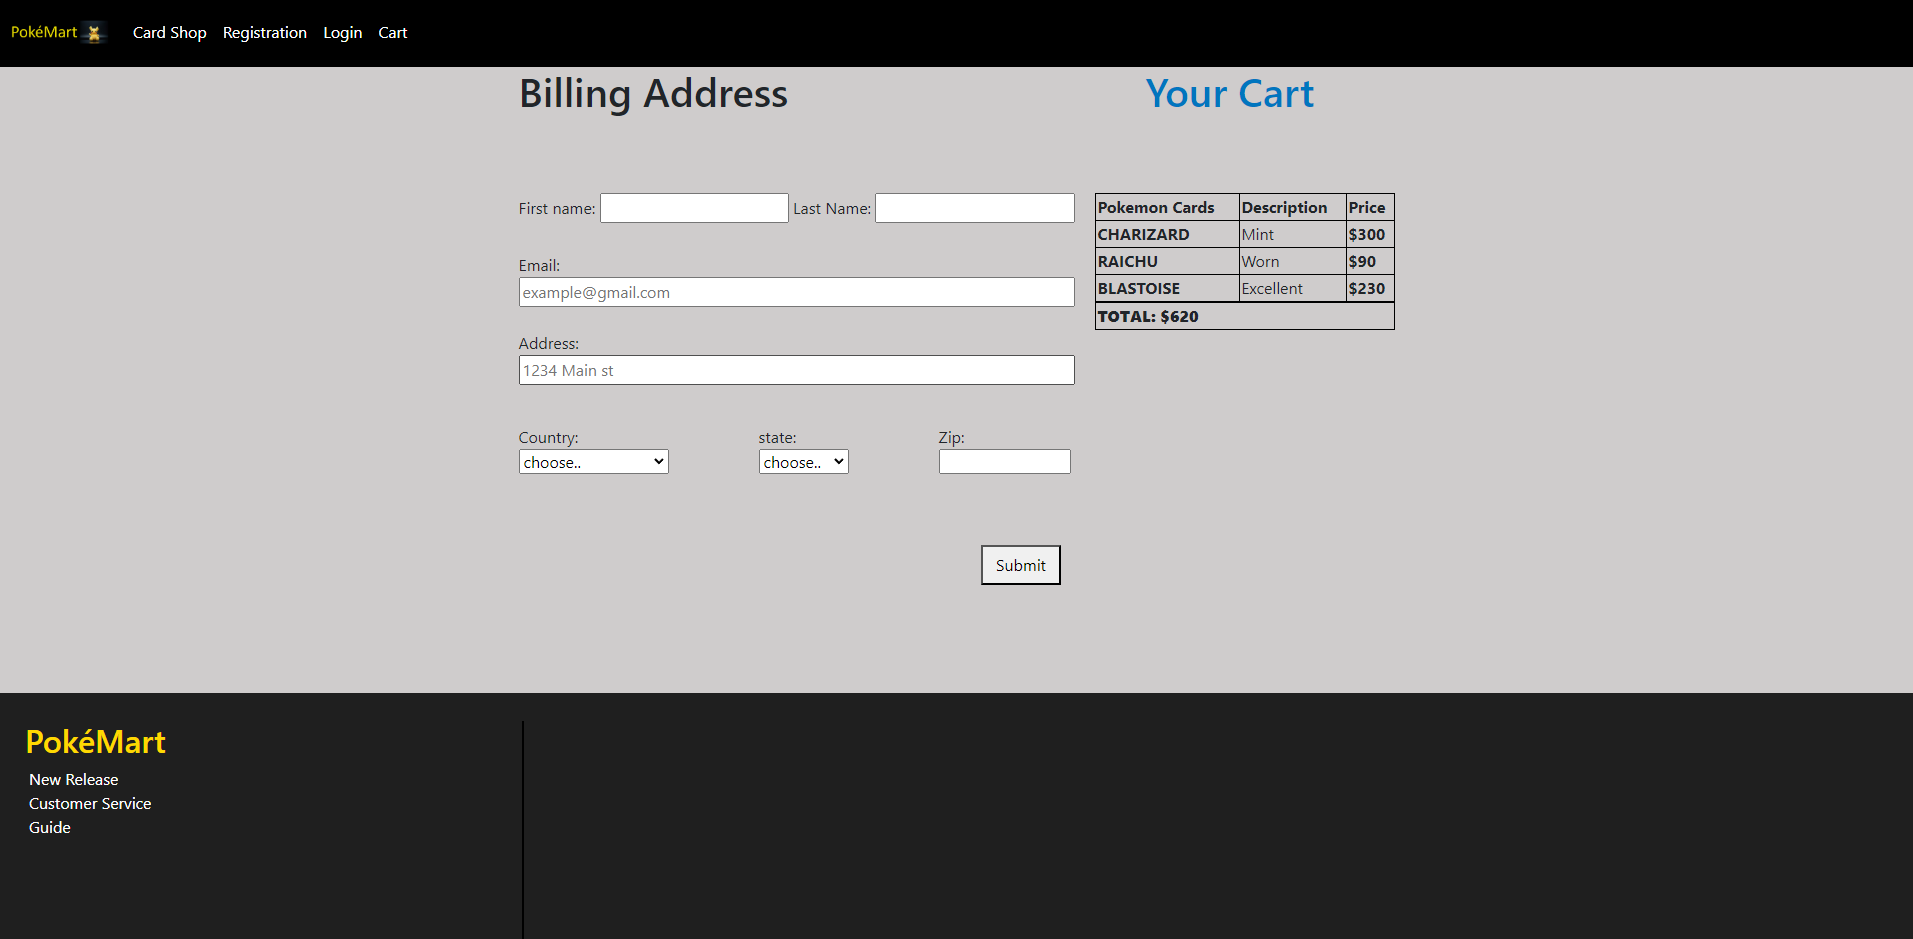 PokéMart Card Shop Registration Login Cart
Billing Address
Your Cart
First name: Last Name:
Email:
example@gmail.com
Address:
1234 Main st
Country: state: Zip:
choose.. choose..
Submit
Pokemon Cards Description Price
CHARIZARD Mint $300
RAICHU Worn $90
BLASTOISE Excellent $230
TOTAL: $620
PokéMart
New Release
Customer Service
Guide